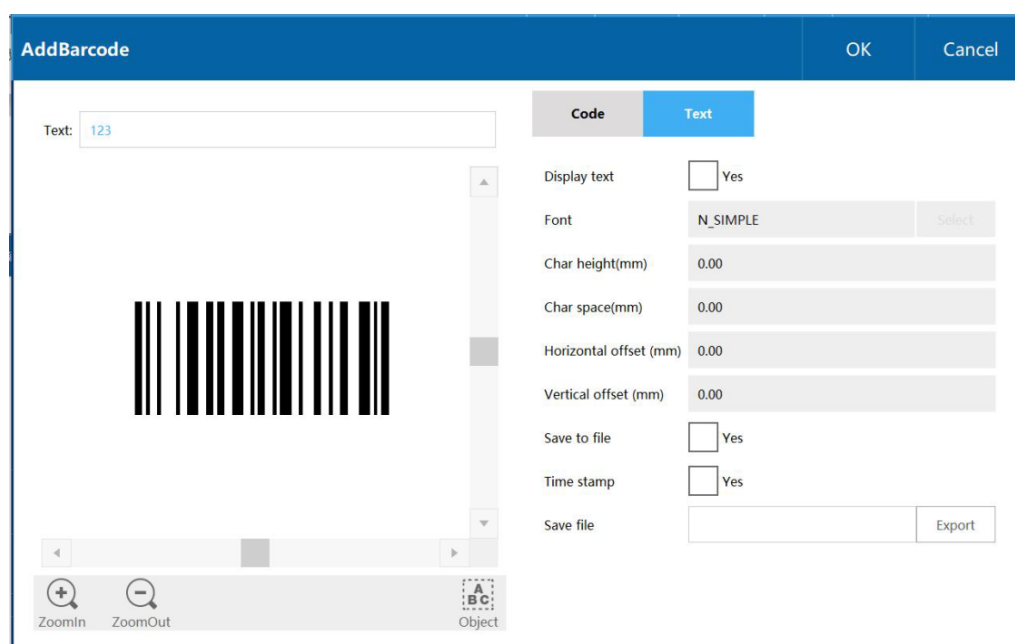 AddBarcode OK Cancel
Text: 123
Code Text
Display text Yes
Font N_SIMPLE Select
Char height(mm) 0.00
Char space(mm) 0.00
Horizontal offset (mm) 0.00
Vertical offset (mm) 0.00
Save to file Yes
Time stamp Yes
Save file Export
A
BC
ZoomIn ZoomOut Object